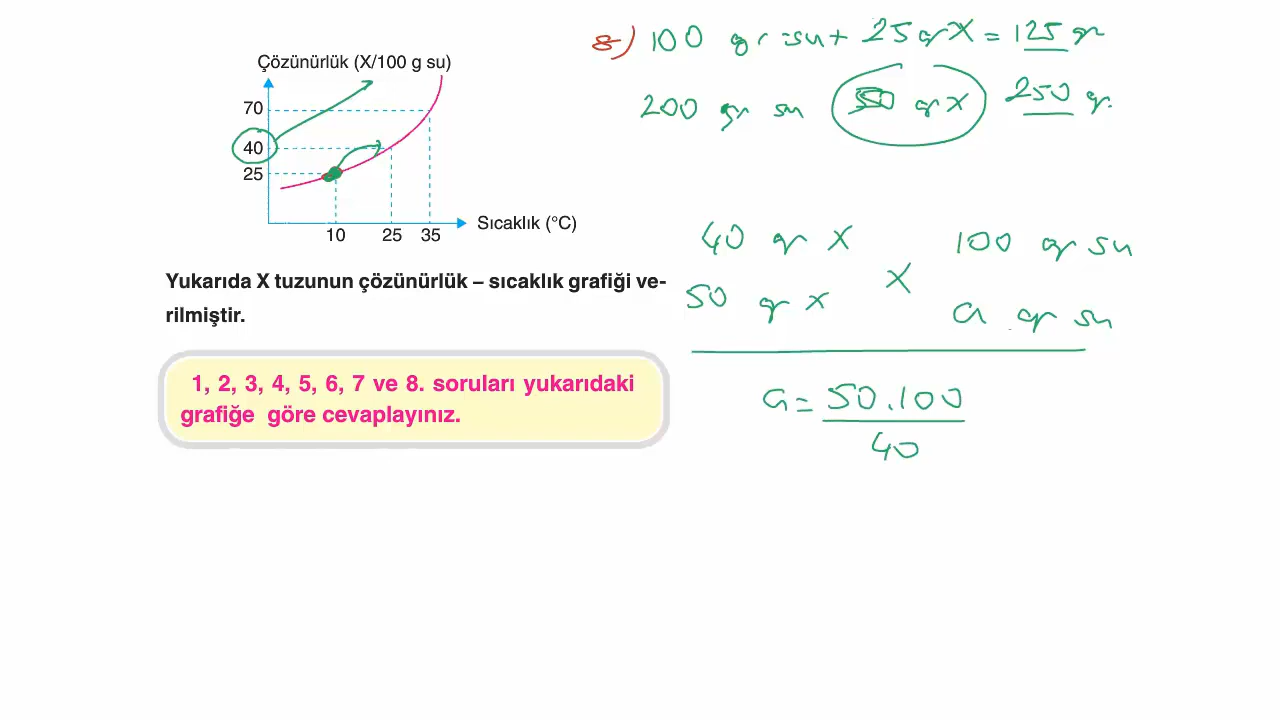 8-) 100 gr su + 25 gr X = 125 gr
200 gr su 50 gr X 250 gr.
Çözünürlük (X/100 g su)
70
40
25
10 25 35
Sıcaklık (°C)
40 gr X 100 gr su
50 gr X X a gr su
a = 50.100
40
Yukarıda X tuzunun çözünürlük – sıcaklık grafiği ve-
rilmiştir.
1, 2, 3, 4, 5, 6, 7 ve 8. soruları yukarıdaki
grafiğe göre cevaplayınız.